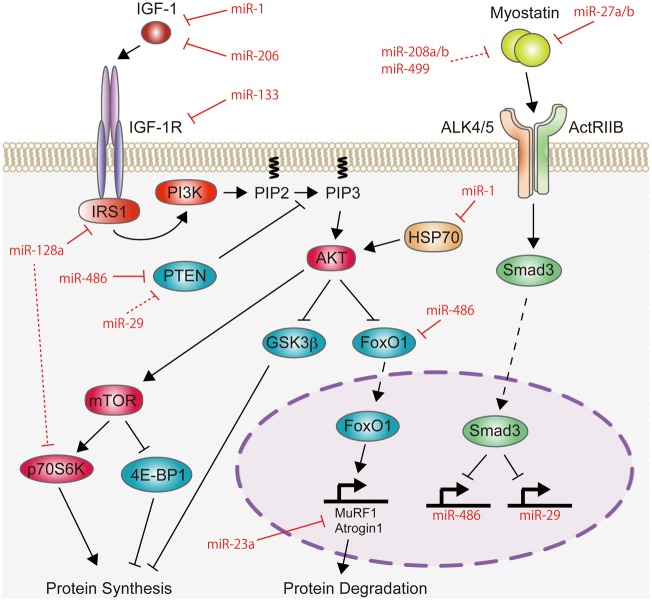 IGF-1
miR-1
miR-206
miR-133
IGF-1R
Myostatin
miR-27a/b
miR-208a/b
miR-499
ALK4/5
ActRIIB
IRS1
PI3K
PIP2
PIP3
miR-1
HSP70
miR-128a
miR-486
PTEN
AKT
Smad3
miR-29
miR-486
GSK3β
FoxO1
mTOR
FoxO1
Smad3
p70S6K
4E-BP1
MuRF1
Atrogin1
miR-486
miR-29
miR-23a
Protein Synthesis
Protein Degradation